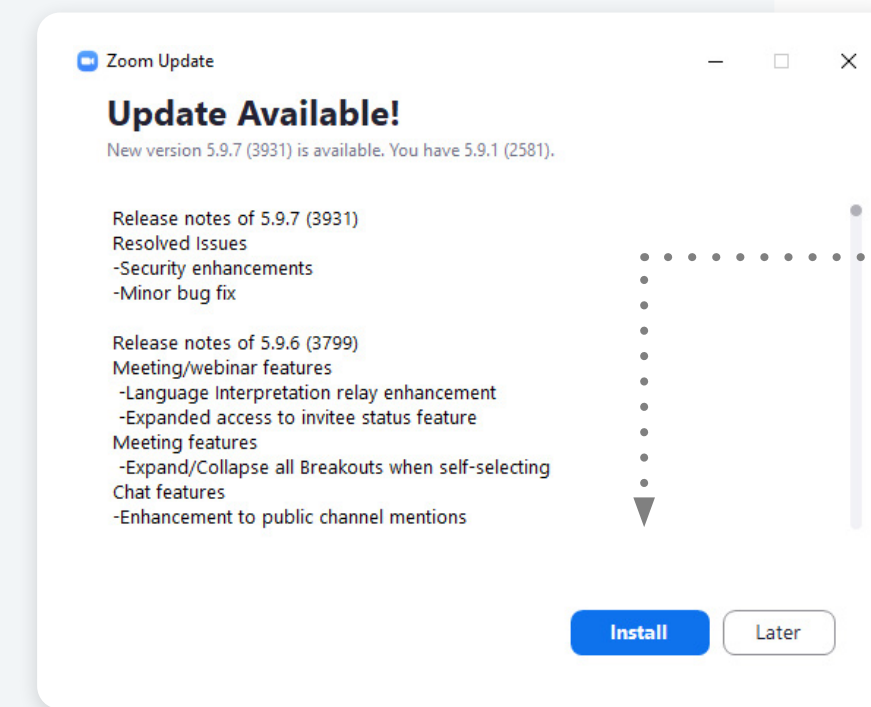 Zoom Update
Update Available!
New version 5.9.7 (3931) is available. You have 5.9.1 (2581).
Release notes of 5.9.7 (3931)
Resolved Issues
-Security enhancements
-Minor bug fix
Release notes of 5.9.6 (3799)
Meeting/webinar features
-Language Interpretation relay enhancement
-Expanded access to invitee status feature
Meeting features
-Expand/Collapse all Breakouts when self-selecting
Chat features
-Enhancement to public channel mentions
Install
Later